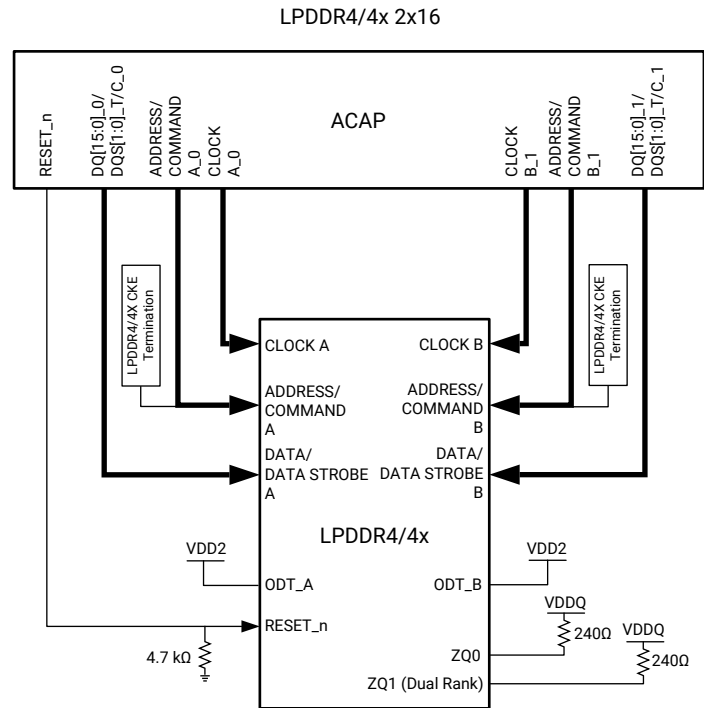 LPDDR4/4x 2x16
ACAP
RESET_n
DQ[15:0]_0/
DQS[1:0]_T/C_0
ADDRESS/
COMMAND
A_0
CLOCK
A_0
CLOCK
B_1
ADDRESS/
COMMAND
B_1
DQ[15:0]_1/
DQS[1:0]_T/C_1
LPDDR4/4X CKE
Termination
LPDDR4/4X CKE
Termination
CLOCK A
CLOCK B
ADDRESS/
COMMAND
A
ADDRESS/
COMMAND
B
DATA/
DATA STROBE
A
DATA/
DATA STROBE
B
LPDDR4/4x
VDD2
VDD2
ODT_A
ODT_B
VDDQ
240Ω
VDDQ
240Ω
RESET_n
4.7 kΩ
ZQ0
ZQ1 (Dual Rank)